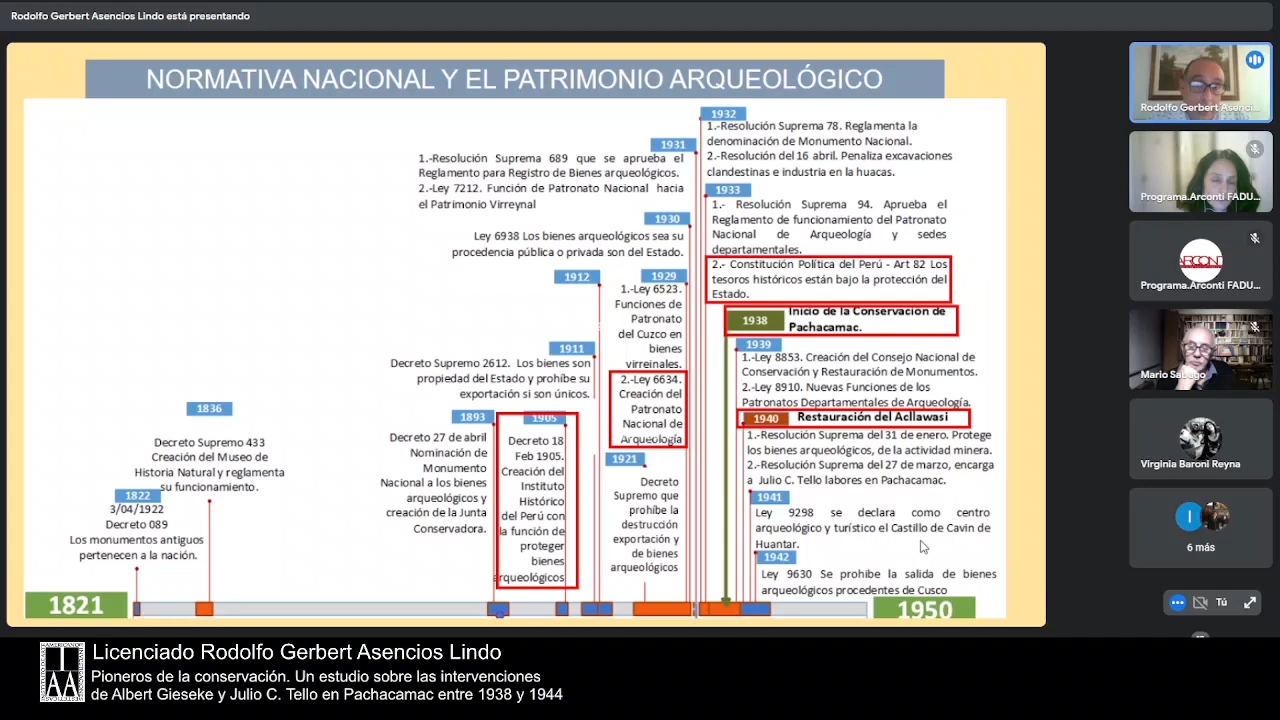 Rodolfo Gerbert Asencios Lindo está presentando
NORMATIVA NACIONAL Y EL PATRIMONIO ARQUEOLÓGICO
1932
1.-Resolución Suprema 78. Reglamenta la
denominación de Monumento Nacional.
2.-Resolución del 16 abril. Penaliza excavaciones
clandestinas e industria en la huacas.
1931
1.-Resolución Suprema 689 que se aprueba el
Reglamento para Registro de Bienes arqueológicos.
2.-Ley 7212. Función de Patronato Nacional hacia
el Patrimonio Virreynal
1933
1.- Resolución Suprema 94. Aprueba el
Reglamento de funcionamiento del Patronato
Nacional de Arqueología y sedes
departamentales.
2.- Constitución Política del Perú - Art 82 Los
tesoros históricos están bajo la protección del
Estado.
1930
Ley 6938 Los bienes arqueológicos sea su
procedencia pública o privada son del Estado.
1912
1929
1.-Ley 6523.
Funciones de
Patronato
del Cuzco en
bienes
virreinales.
2.-Ley 6634.
Creación del
Patronato
Nacional de
Arqueología
1938
Inicio de la Conservación de
Pachacamac.
1939
1.-Ley 8853. Creación del Consejo Nacional de
Conservación y Restauración de Monumentos.
2.-Ley 8910. Nuevas Funciones de los
Patronatos Departamentales de Arqueología.
1911
Decreto Supremo 2612. Los bienes son
propiedad del Estado y prohíbe su
exportación si son únicos.
1940
Restauración del Acllawasi
1.-Resolución Suprema del 31 de enero. Protege
los bienes arqueológicos, de la actividad minera.
2.-Resolución Suprema del 27 de marzo, encarga
a Julio C. Tello labores en Pachacamac.
1836
Decreto Supremo 433
Creación del Museo de
Historia Natural y reglamenta
su funcionamiento.
1893
Decreto 27 de abril
Nominación de
Monumento
Nacional a los bienes
arqueológicos y
creación de la Junta
Conservadora.
1905
Decreto 18
Feb 1905.
Creación del
Instituto
Histórico
del Perú con
la función de
proteger
bienes
arqueológicos
1921
Decreto
Supremo que
prohíbe la
destrucción
exportación y
de bienes
arqueológicos
1822
3/04/1922
Decreto 089
Los monumentos antiguos
pertenecen a la nación.
1941
Ley 9298 se declara como centro
arqueológico y turístico el Castillo de Cavin de
Huantar.
1942
Ley 9630 Se prohibe la salida de bienes
arqueológicos procedentes de Cusco
1821
1950
Rodolfo Gerbert Asenci...
Programa.Arconti FADU...
ARCONTI
Programa.Arconti FADU...
Mario Sabugo
Virginia Baroni Reyna
I
6 más
Tú
IAA
Licenciado Rodolfo Gerbert Asencios Lindo
Pioneros de la conservación. Un estudio sobre las intervenciones
de Albert Gieseke y Julio C. Tello en Pachacamac entre 1938 y 1944